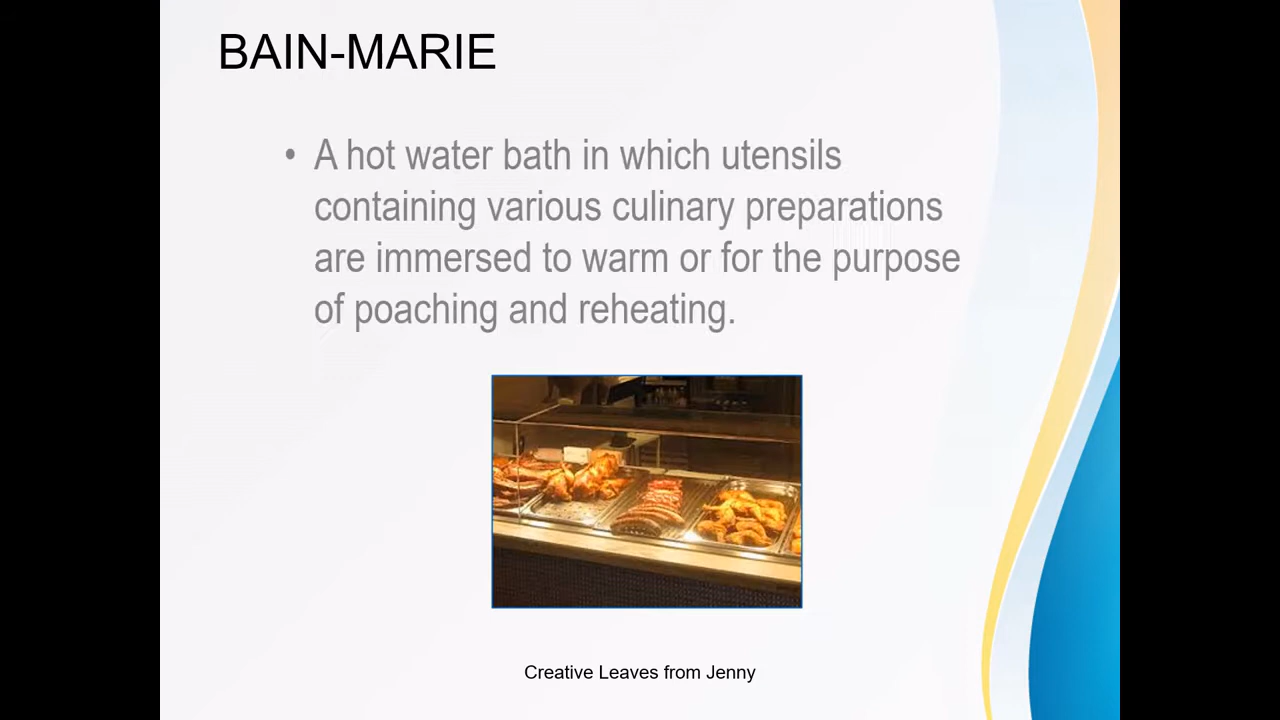 BAIN-MARIE
• A hot water bath in which utensils
containing various culinary preparations
are immersed to warm or for the purpose
of poaching and reheating.
Creative Leaves from Jenny